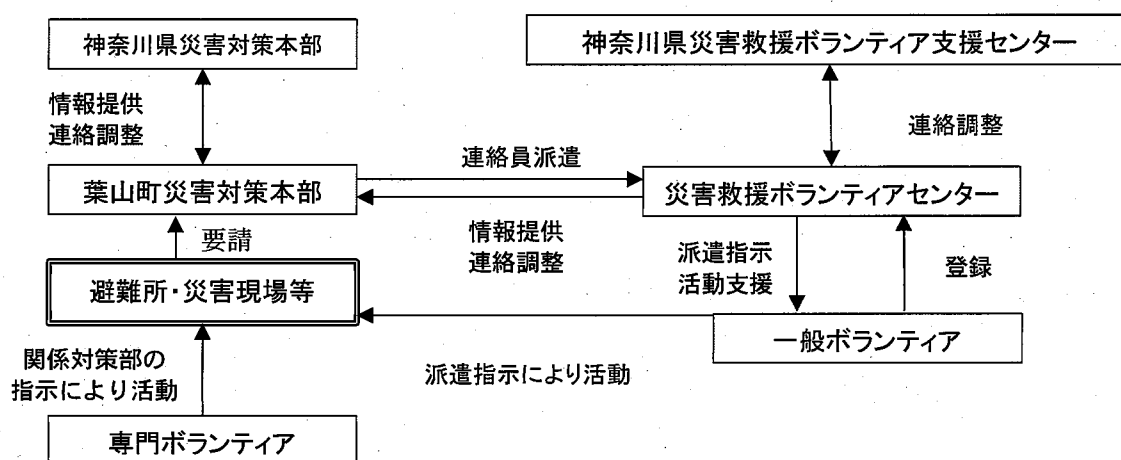 神奈川県災害対策本部
神奈川県災害救援ボランティア支援センター
情報提供
連絡調整
連絡調整
連絡員派遣
葉山町災害対策本部
災害救援ボランティアセンター
要請
情報提供
連絡調整
派遣指示
活動支援
登録
避難所・災害現場等
一般ボランティア
関係対策部の
指示により活動
派遣指示により活動
専門ボランティア